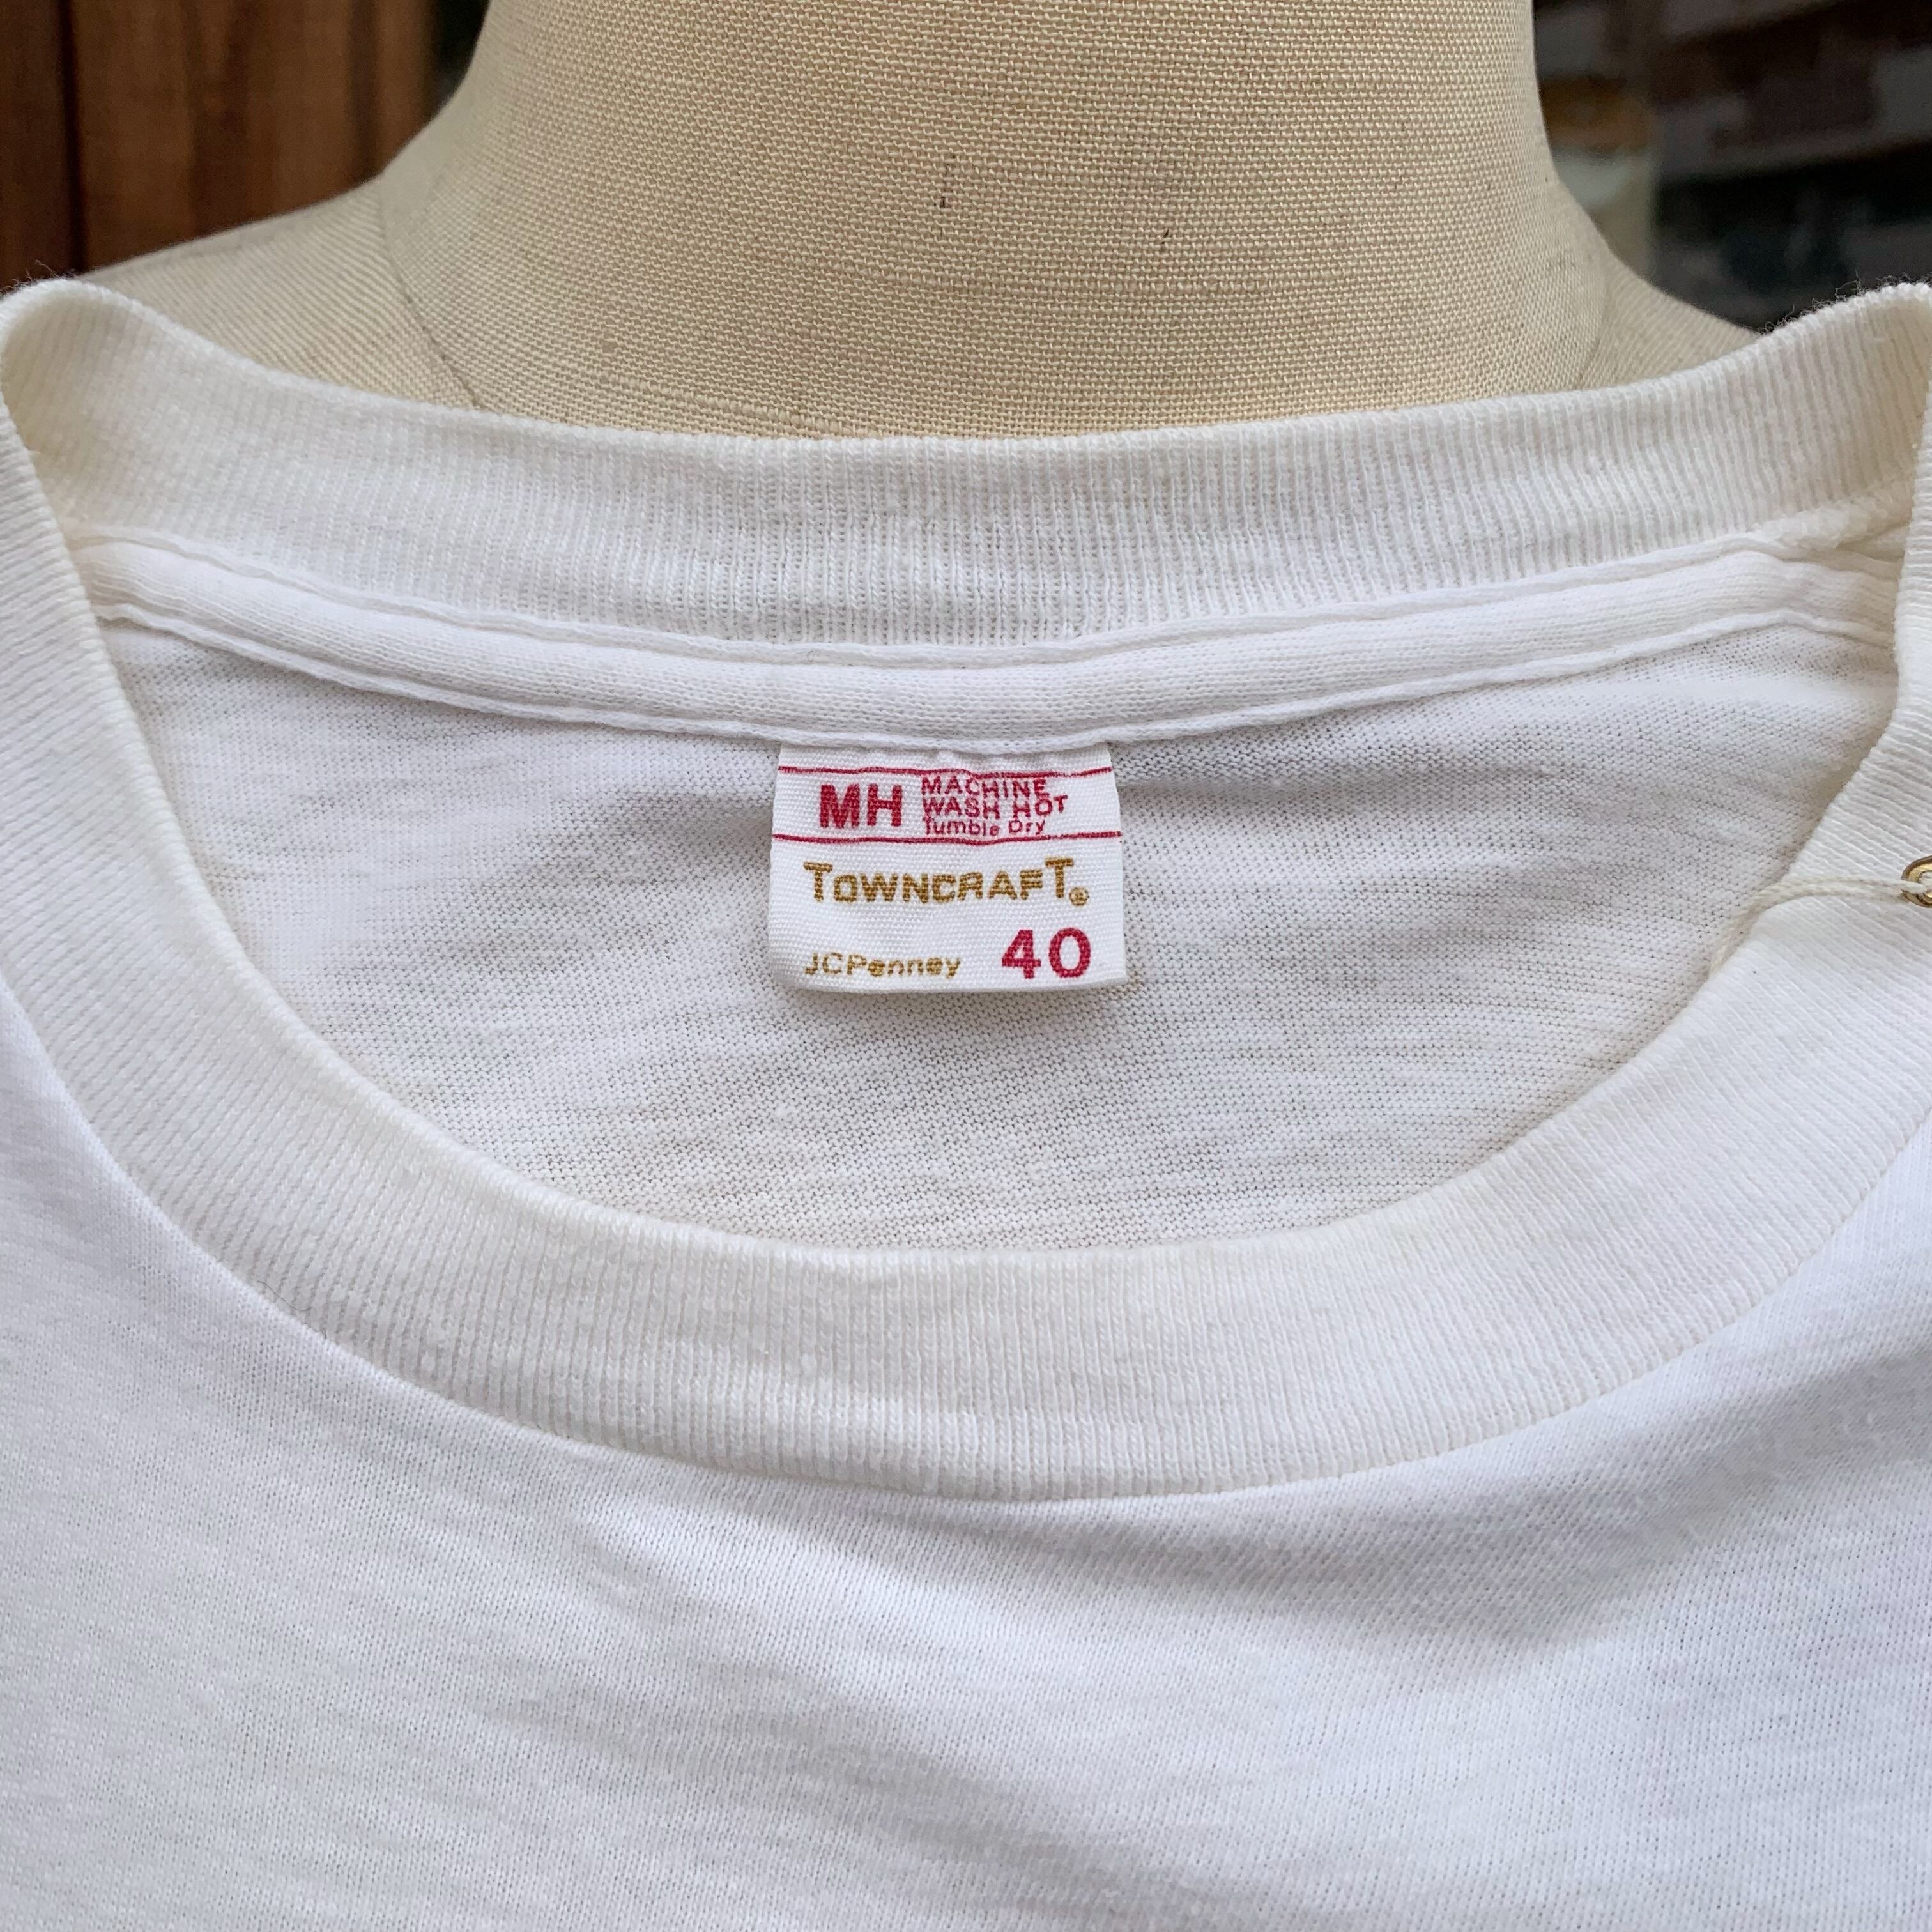 MH MACHINE
WASH HOT
Tumble Dry
TOWNCRAFT®
JCPenney 40